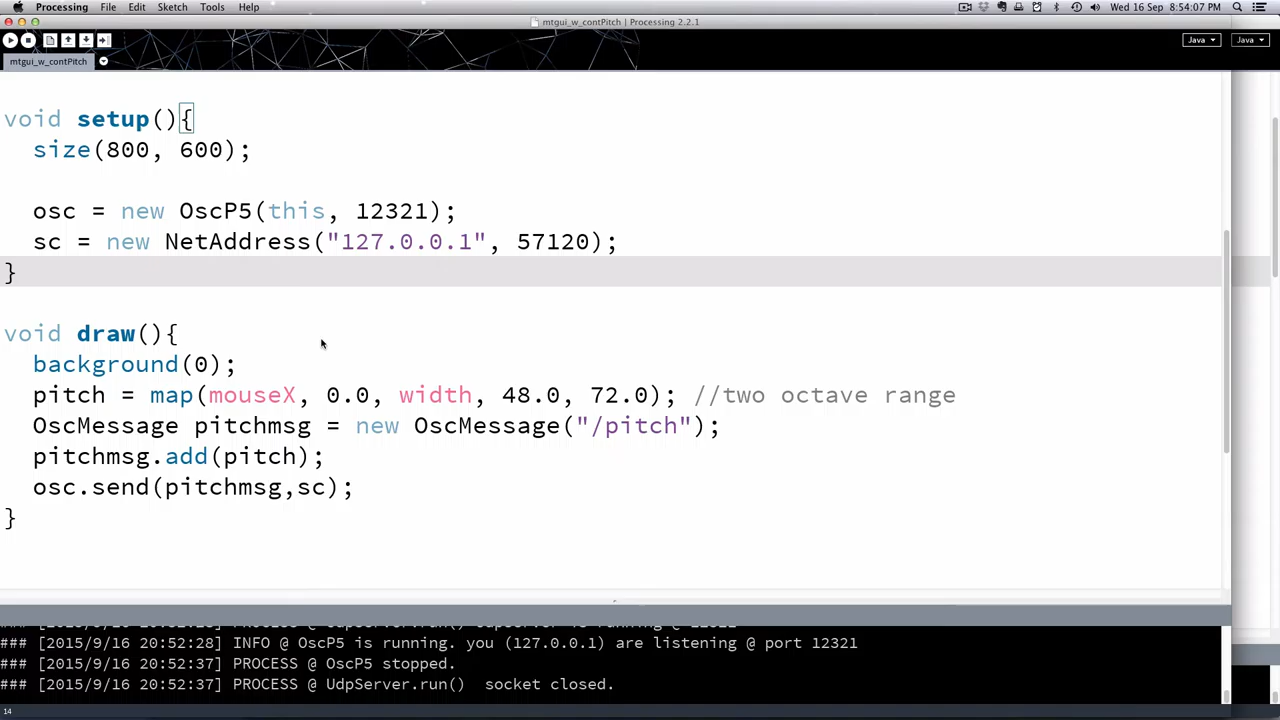 Processing File Edit Sketch Tools Help
Wed 16 Sep 8:54:07 PM
mtgui_w_contPitch | Processing 2.2.1
Java
Java
mtgui_w_contPitch
void setup(){
size(800, 600);
osc = new OscP5(this, 12321);
sc = new NetAddress("127.0.0.1", 57120);
}
void draw(){
background(0);
pitch = map(mouseX, 0.0, width, 48.0, 72.0); //two octave range
OscMessage pitchmsg = new OscMessage("/pitch");
pitchmsg.add(pitch);
osc.send(pitchmsg,sc);
}
### [2015/9/16 20:52:28] INFO @ OscP5 is running. you (127.0.0.1) are listening @ port 12321
### [2015/9/16 20:52:37] PROCESS @ OscP5 stopped.
### [2015/9/16 20:52:37] PROCESS @ UdpServer.run() socket closed.
14